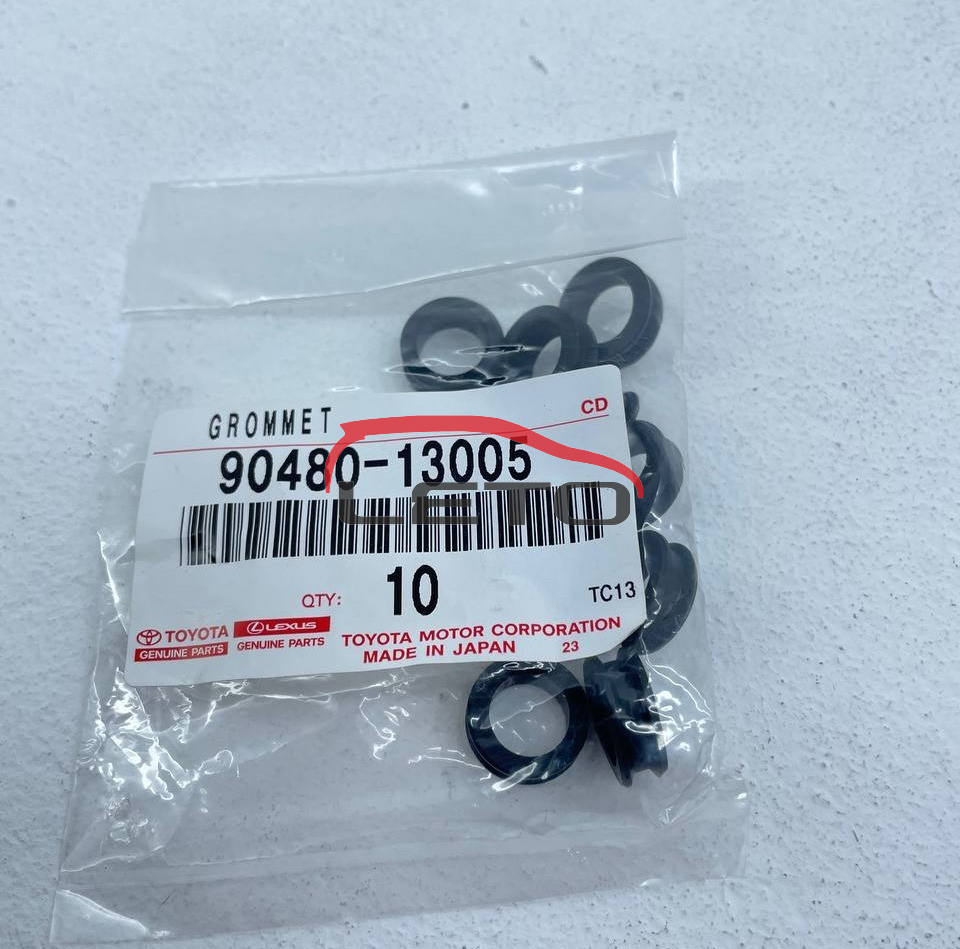 GROMMET
CD
90480-13005
LETO
QTY: 10
TC13
TOYOTA
GENUINE PARTS
LEXUS
GENUINE PARTS
TOYOTA MOTOR CORPORATION
MADE IN JAPAN 23